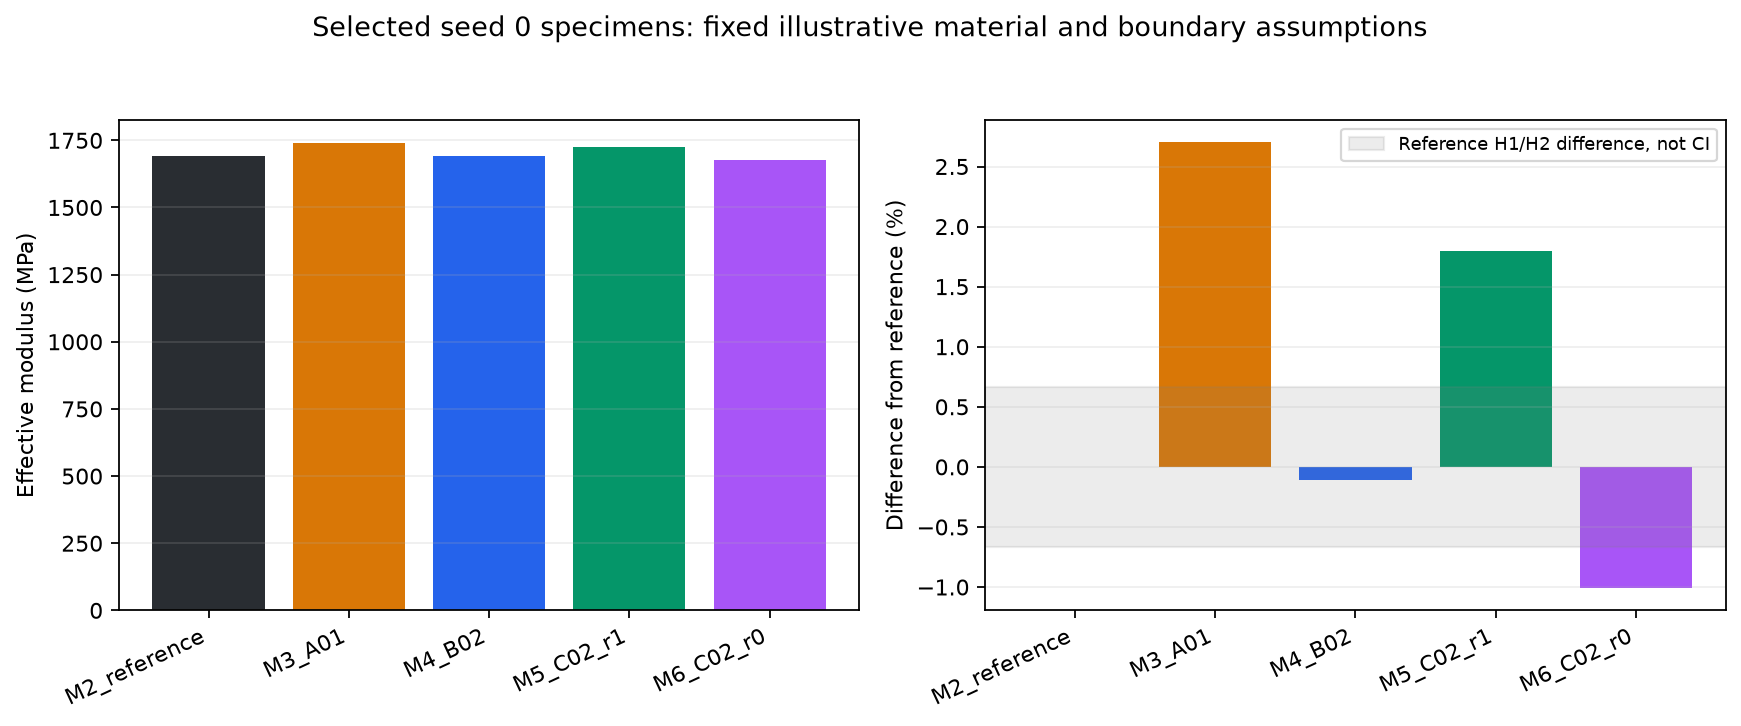 Selected seed 0 specimens: fixed illustrative material and boundary assumptions
Effective modulus (MPa)
1750
1500
1250
1000
750
500
250
0
M2_reference
M3_A01
M4_B02
M5_C02_r1
M6_C02_r0
Difference from reference (%)
2.5
2.0
1.5
1.0
0.5
0.0
−0.5
−1.0
Reference H1/H2 difference, not CI
M2_reference
M3_A01
M4_B02
M5_C02_r1
M6_C02_r0